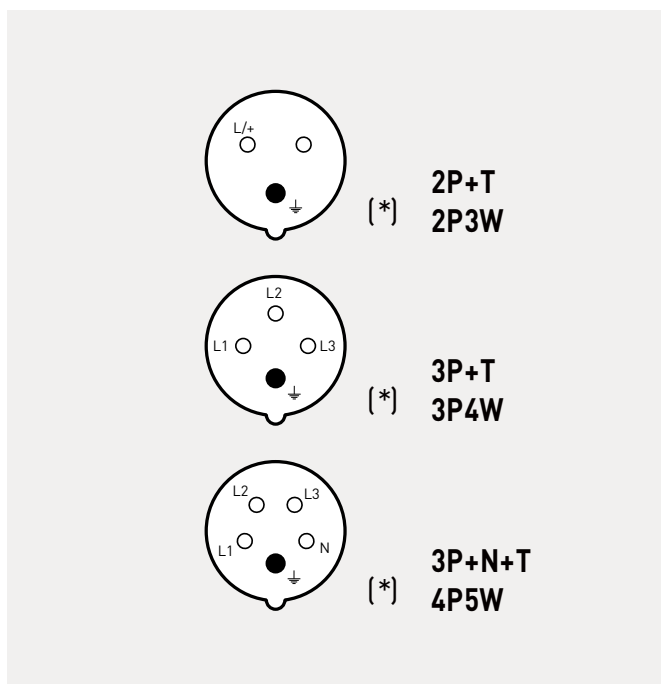 L/+
(*)
2P+T
2P3W
L2
L1
L3
(*)
3P+T
3P4W
L2
L3
L1
N
(*)
3P+N+T
4P5W